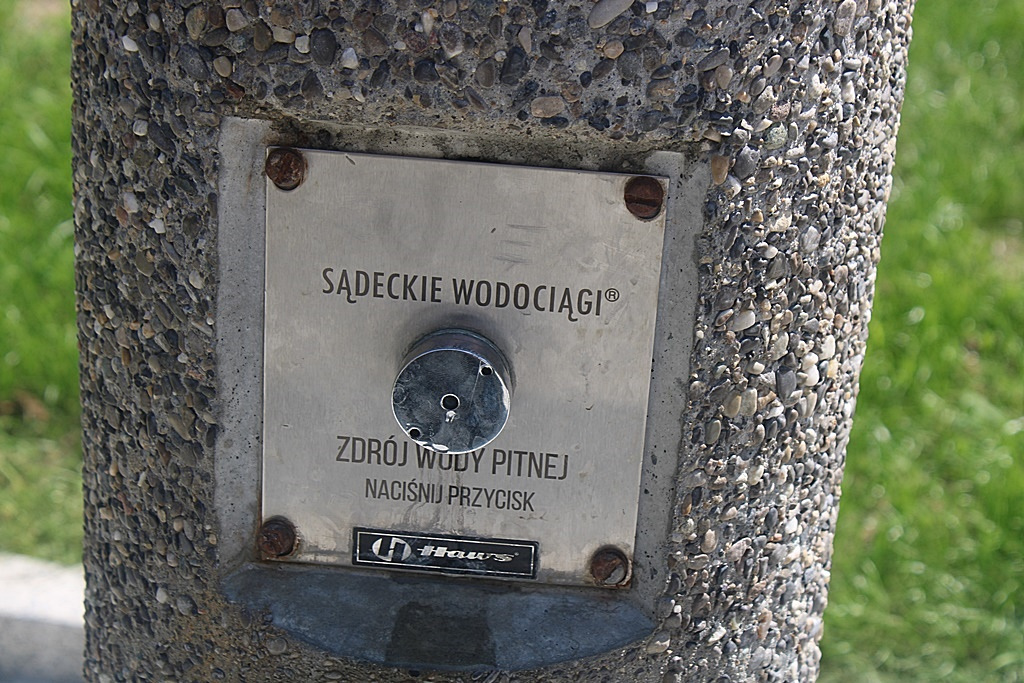 SĄDECKIE WODOCIĄGI®
ZDRÓJ WODY PITNEJ
NACIŚNIJ PRZYCISK
Haws